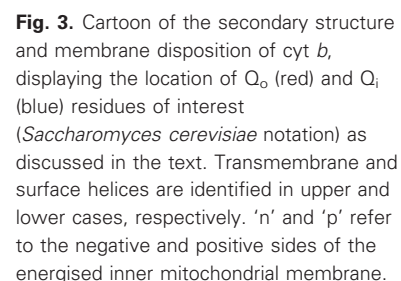 Fig. 3. Cartoon of the secondary structure
and membrane disposition of cyt b,
displaying the location of Qo (red) and Qi
(blue) residues of interest
(Saccharomyces cerevisiae notation) as
discussed in the text. Transmembrane and
surface helices are identified in upper and
lower cases, respectively. ‘n’ and ‘p’ refer
to the negative and positive sides of the
energised inner mitochondrial membrane.